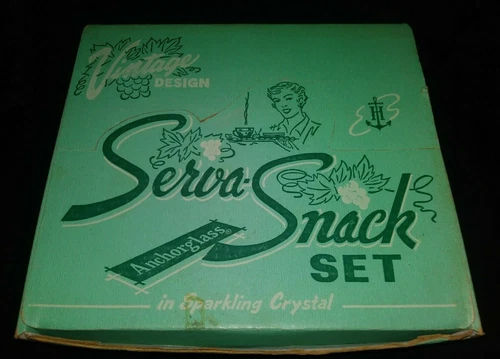 Vintage
DESIGN
H
Serva-Snack
SET
Anchorglass®
in Sparkling Crystal